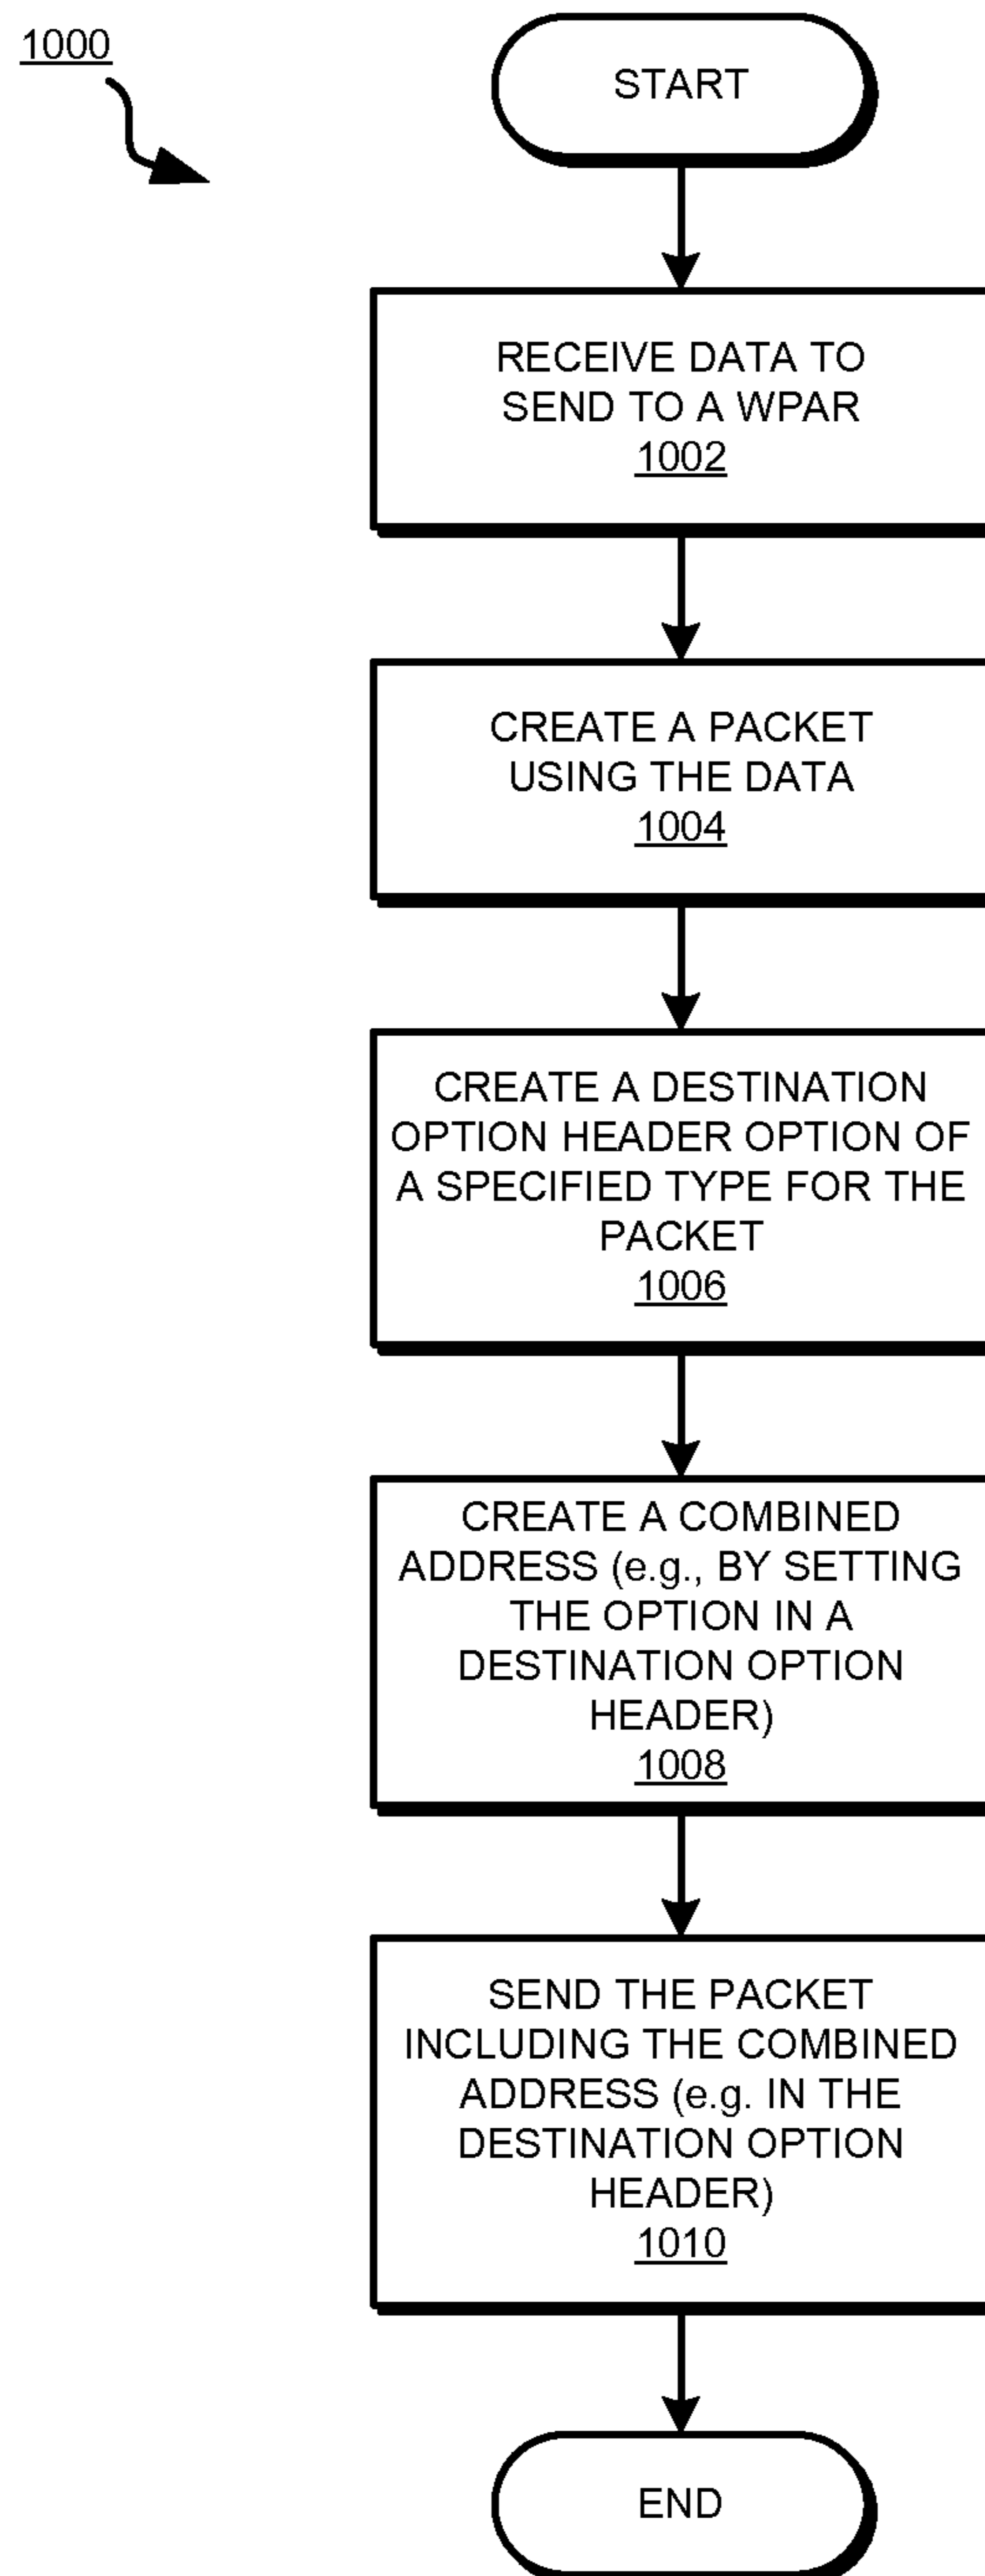 1000
START
RECEIVE DATA TO
SEND TO A WPAR
1002
CREATE A PACKET
USING THE DATA
1004
CREATE A DESTINATION
OPTION HEADER OPTION OF
A SPECIFIED TYPE FOR THE
PACKET
1006
CREATE A COMBINED
ADDRESS (e.g., BY SETTING
THE OPTION IN A
DESTINATION OPTION
HEADER)
1008
SEND THE PACKET
INCLUDING THE COMBINED
ADDRESS (e.g. IN THE
DESTINATION OPTION
HEADER)
1010
END